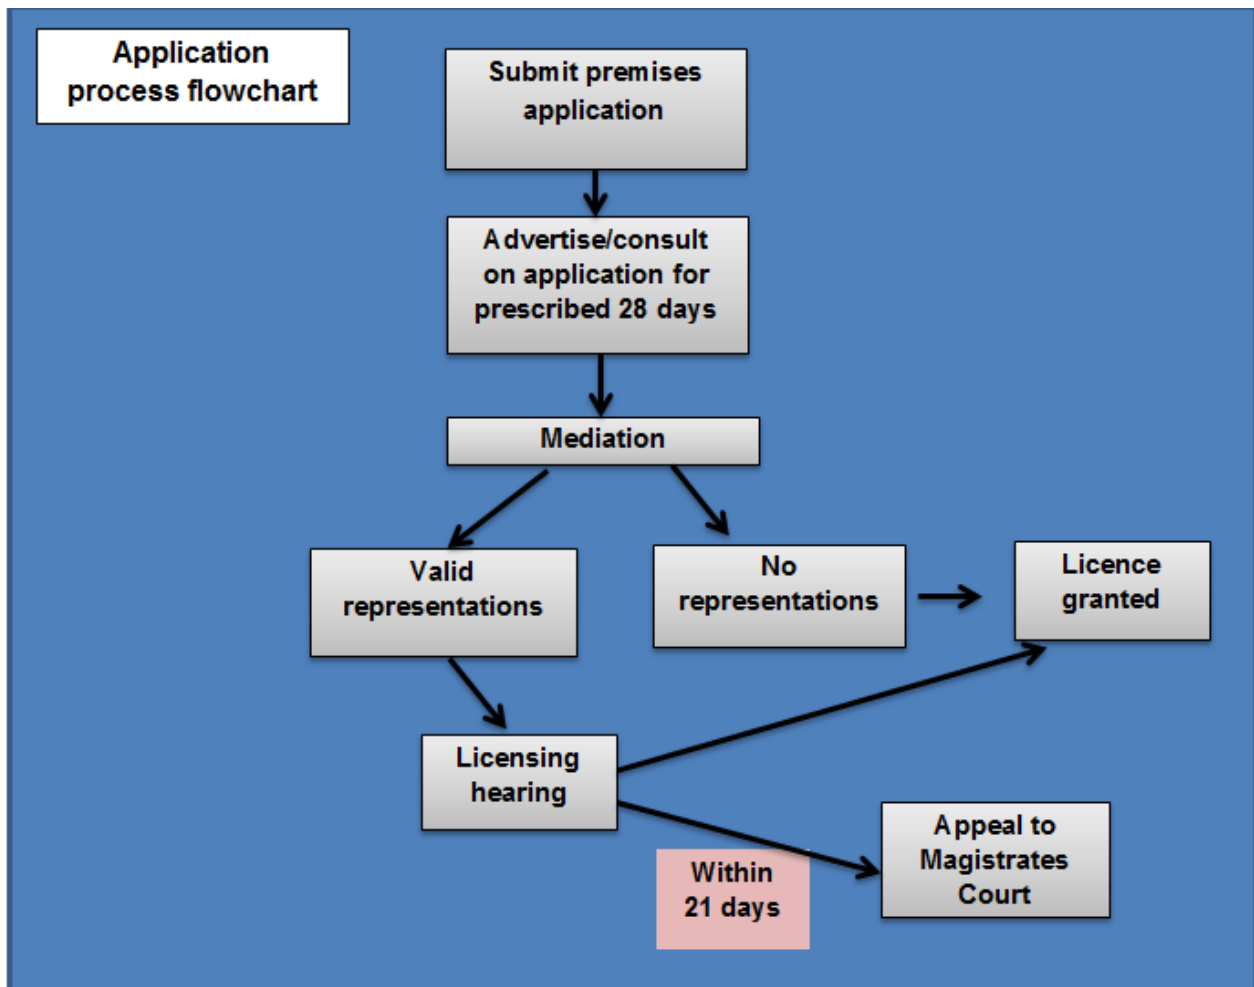 Application
process flowchart
Submit premises
application
Advertise/consult
on application for
prescribed 28 days
Mediation
Valid
representations
No
representations
Licence
granted
Licensing
hearing
Within
21 days
Appeal to
Magistrates
Court